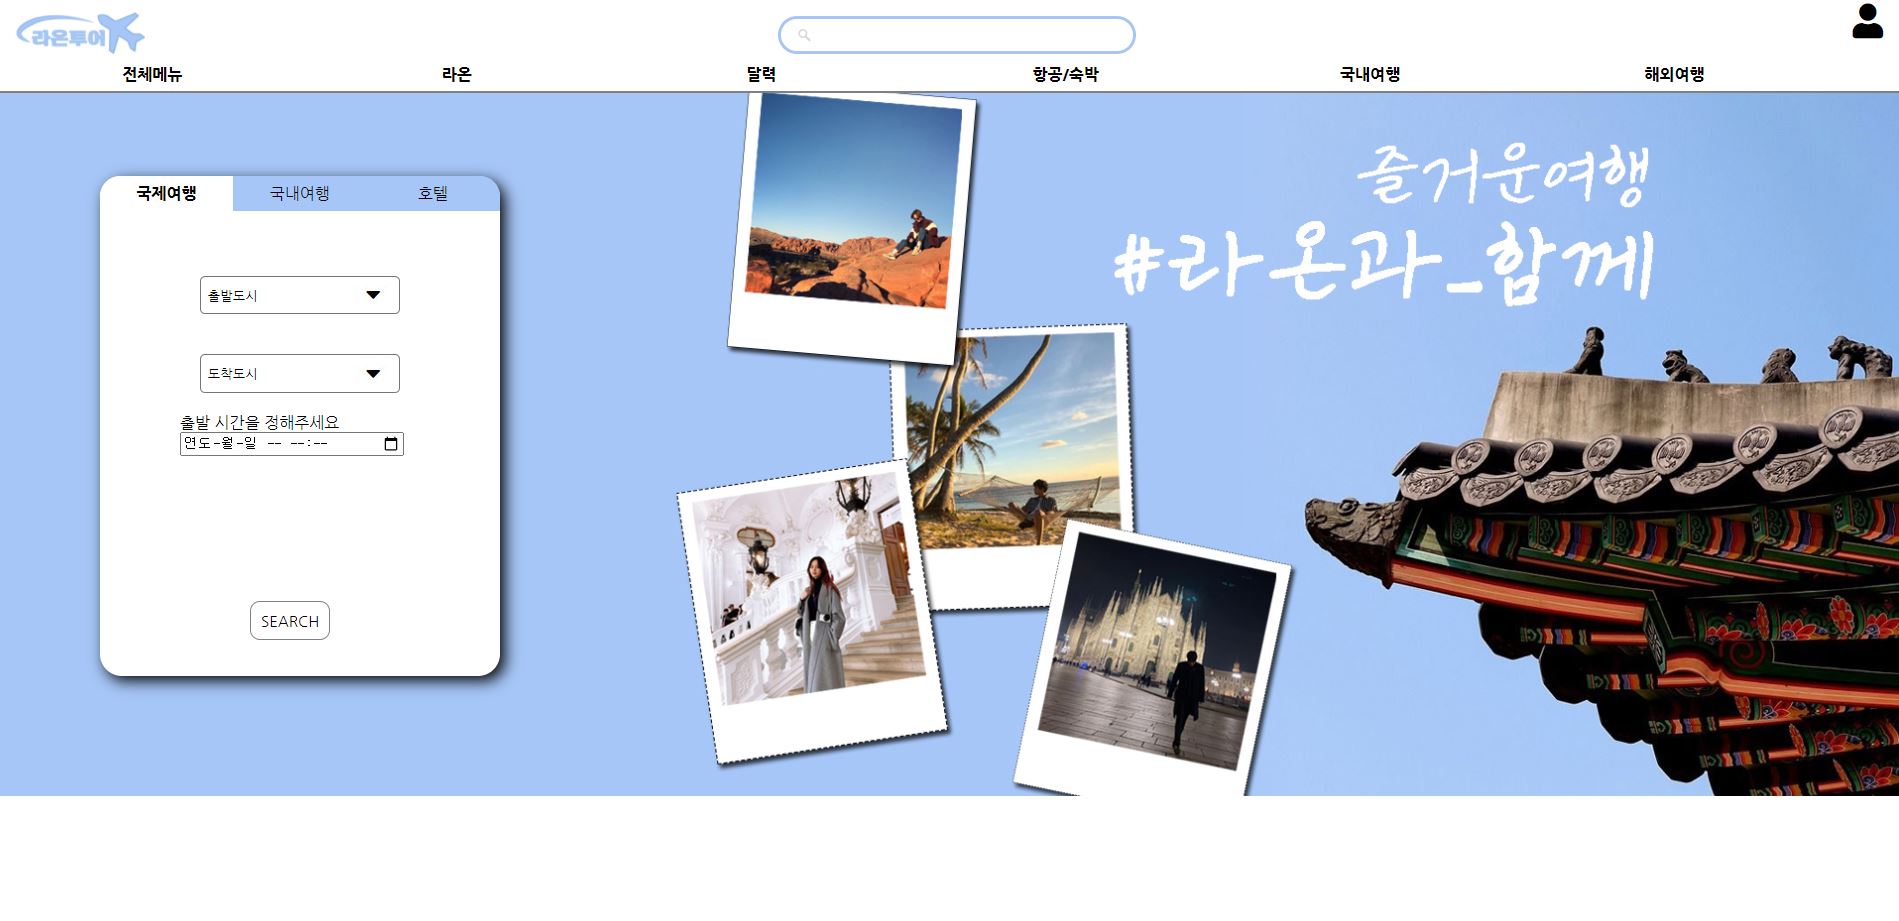 라온투어
전체메뉴 라온 달력 항공/숙박 국내여행 해외여행
국제여행 국내여행 호텔
출발도시
도착도시
출발 시간을 정해주세요
연도-월-일 -- --:--
SEARCH
즐거운여행
#라온과_함께